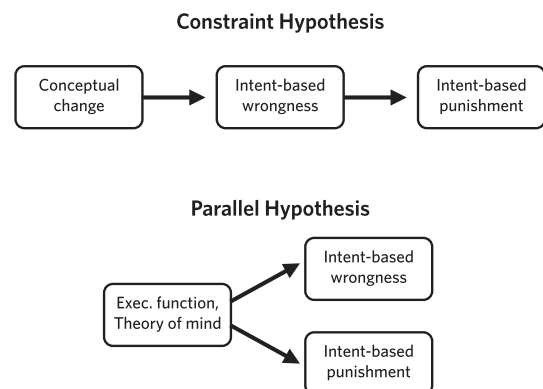 Constraint Hypothesis
Conceptual
change
Intent-based
wrongness
Intent-based
punishment
Parallel Hypothesis
Exec. function,
Theory of mind
Intent-based
wrongness
Intent-based
punishment